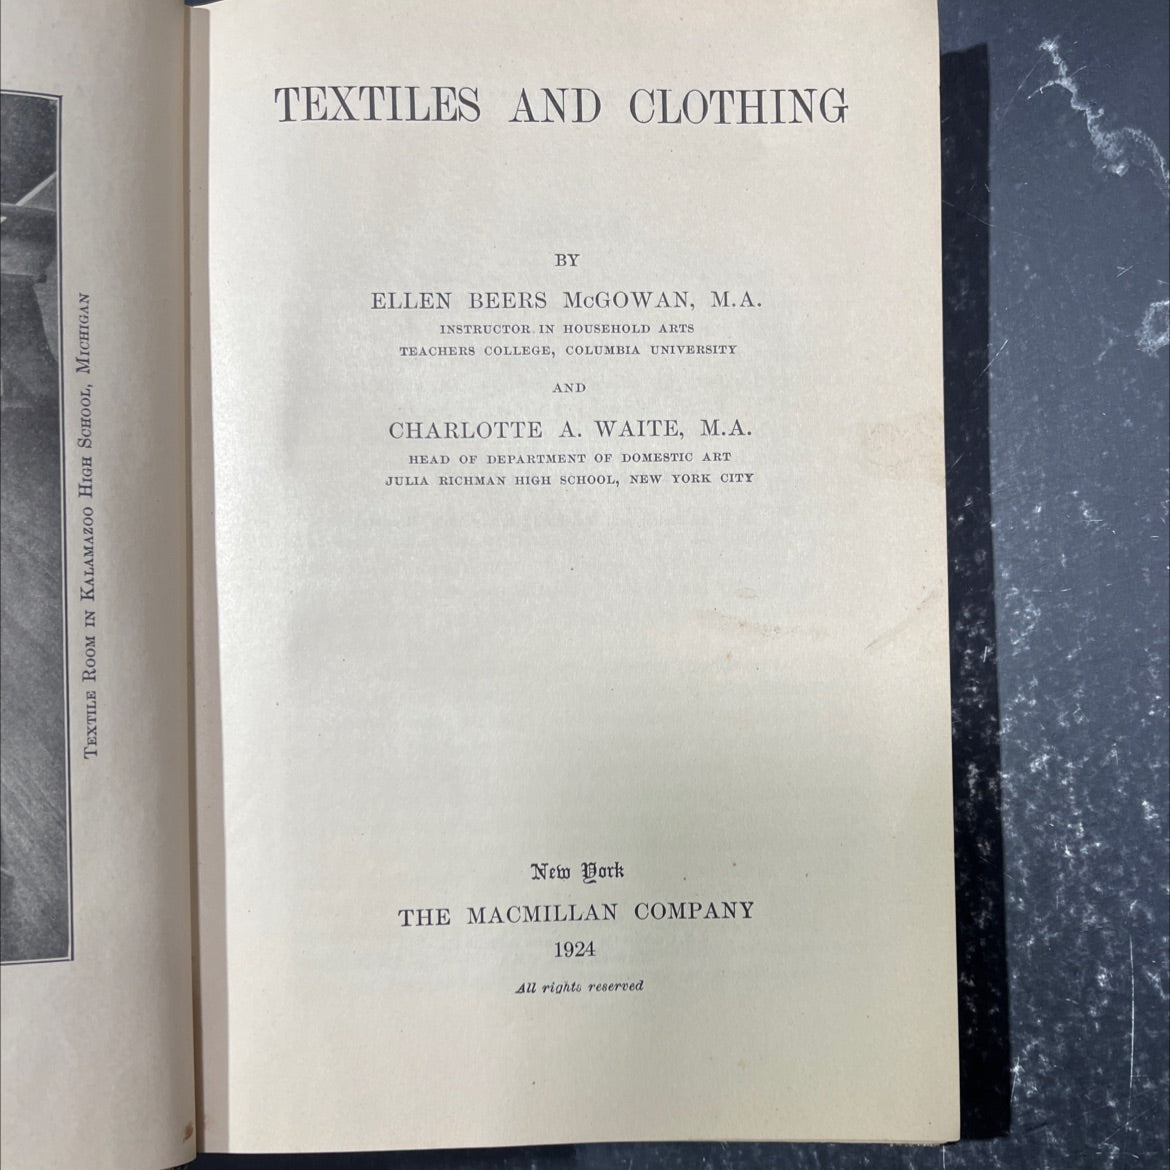 TEXTILE ROOM IN KALAMAZOO HIGH SCHOOL, MICHIGAN
TEXTILES AND CLOTHING
BY
ELLEN BEERS McGOWAN, M.A.
INSTRUCTOR IN HOUSEHOLD ARTS
TEACHERS COLLEGE, COLUMBIA UNIVERSITY
AND
CHARLOTTE A. WAITE, M.A.
HEAD OF DEPARTMENT OF DOMESTIC ART
JULIA RICHMAN HIGH SCHOOL, NEW YORK CITY
New York
THE MACMILLAN COMPANY
1924
All rights reserved